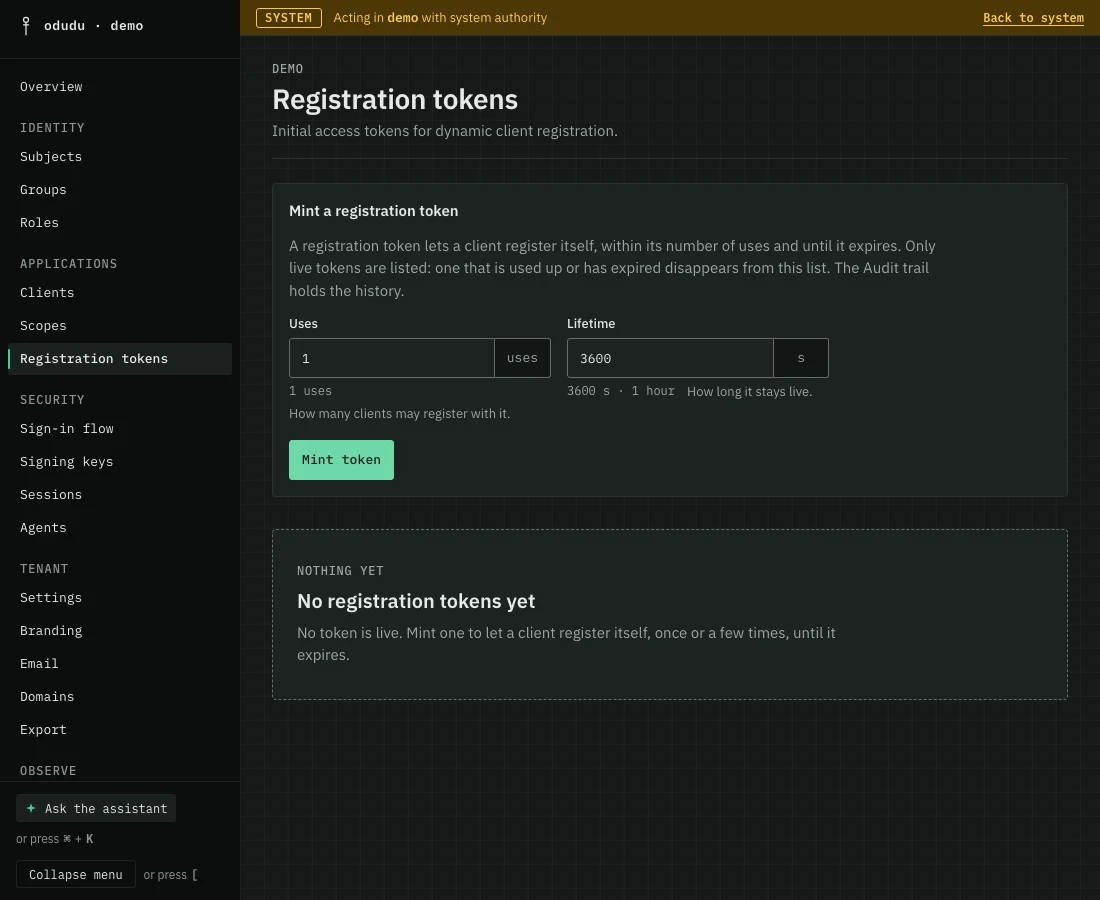 odudu · demo
SYSTEM Acting in demo with system authority Back to system
Overview
IDENTITY
Subjects
Groups
Roles
APPLICATIONS
Clients
Scopes
Registration tokens
SECURITY
Sign-in flow
Signing keys
Sessions
Agents
TENANT
Settings
Branding
Email
Domains
Export
OBSERVE
Ask the assistant
or press ⌘ + K
Collapse menu or press [
DEMO
Registration tokens
Initial access tokens for dynamic client registration.
Mint a registration token
A registration token lets a client register itself, within its number of uses and until it expires. Only
live tokens are listed: one that is used up or has expired disappears from this list. The Audit trail
holds the history.
Uses Lifetime
1 uses 3600 s
1 uses 3600 s · 1 hour How long it stays live.
How many clients may register with it.
Mint token
NOTHING YET
No registration tokens yet
No token is live. Mint one to let a client register itself, once or a few times, until it
expires.